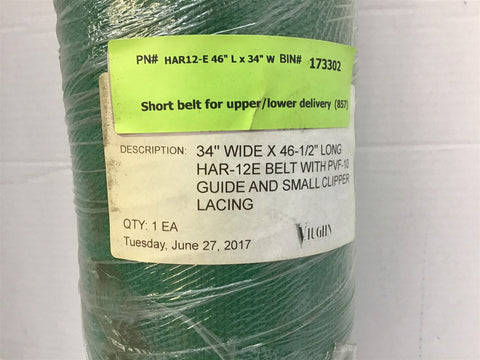 PN# HAR12-E 46" L x 34" W BIN# 173302
Short belt for upper/lower delivery (857)
DESCRIPTION: 34" WIDE X 46-1/2" LONG
HAR-12E BELT WITH PVF-10
GUIDE AND SMALL CLIPPER
LACING
QTY: 1 EA
Tuesday, June 27, 2017
VAUGHN